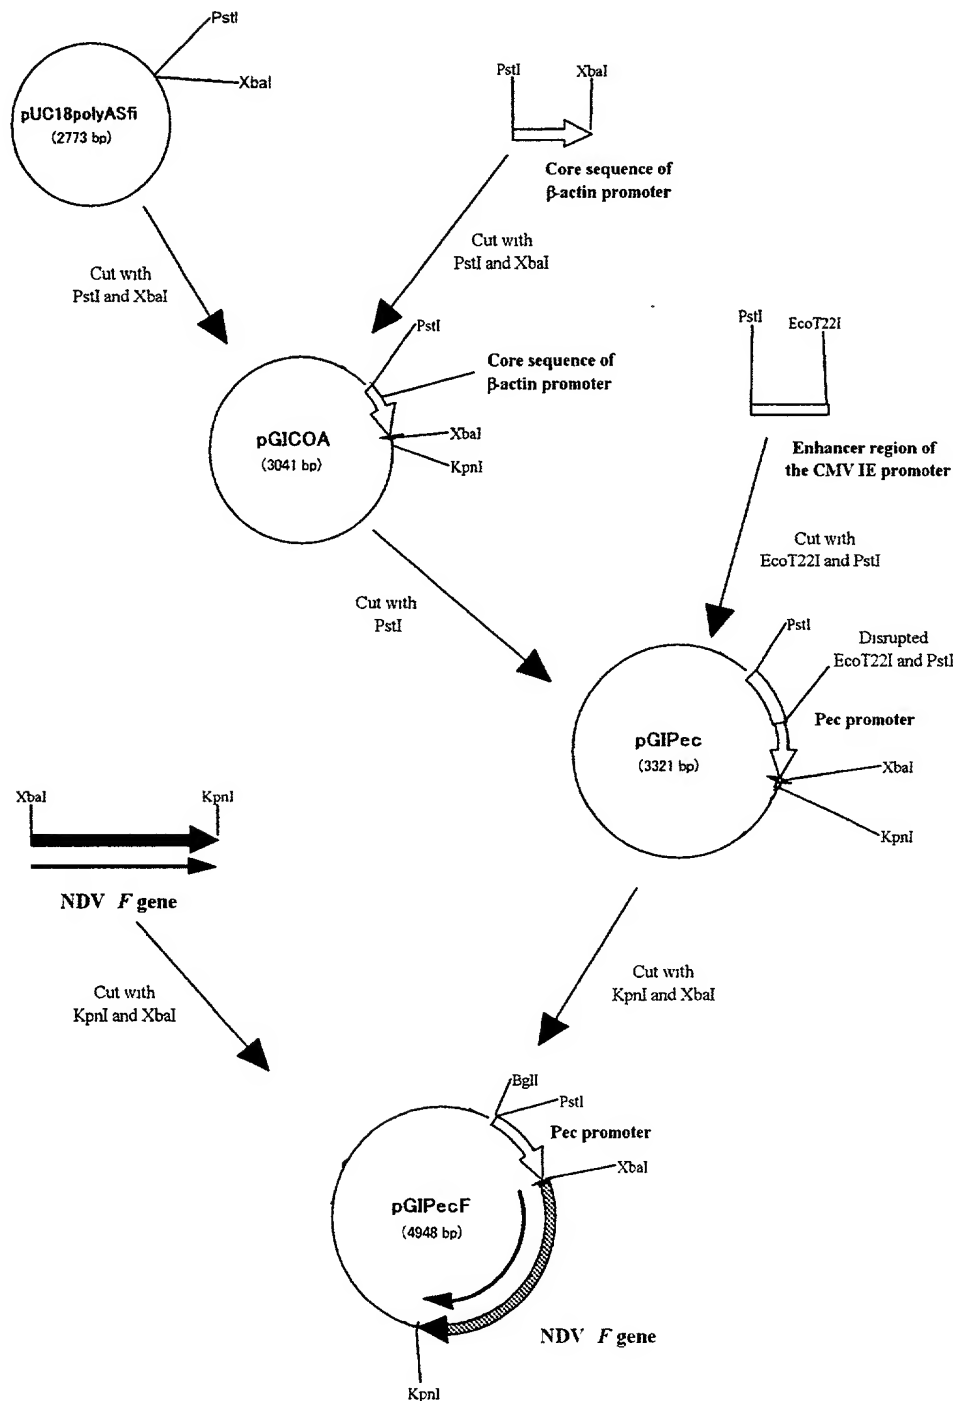 PstI
XbaI
pUC18polyASfi
(2773 bp)
PstI
XbaI
Core sequence of
β-actin promoter
Cut with
PstI and XbaI
Cut with
PstI and XbaI
PstI
Core sequence of
β-actin promoter
pGICOA
(3041 bp)
XbaI
KpnI
PstI
EcoT22I
Enhancer region of
the CMV IE promoter
Cut with
EcoT22I and PstI
Cut with
PstI
PstI
Disrupted
EcoT22I and PstI
Pec promoter
pGIPec
(3321 bp)
XbaI
KpnI
XbaI
KpnI
NDV F gene
Cut with
KpnI and XbaI
Cut with
KpnI and XbaI
BglI
PstI
Pec promoter
XbaI
pGIPecF
(4948 bp)
NDV F gene
KpnI